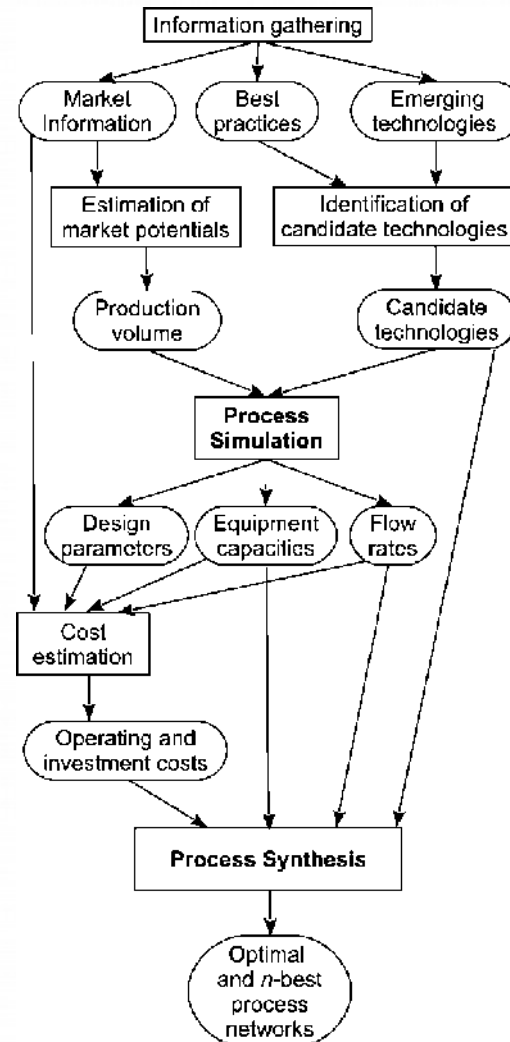 Information gathering
Market
Information
Best
practices
Emerging
technologies
Estimation of
market potentials
Identification of
candidate technologies
Production
volume
Candidate
technologies
Process
Simulation
Design
parameters
Equipment
capacities
Flow
rates
Cost
estimation
Operating and
investment costs
Process Synthesis
Optimal
and n-best
process
networks